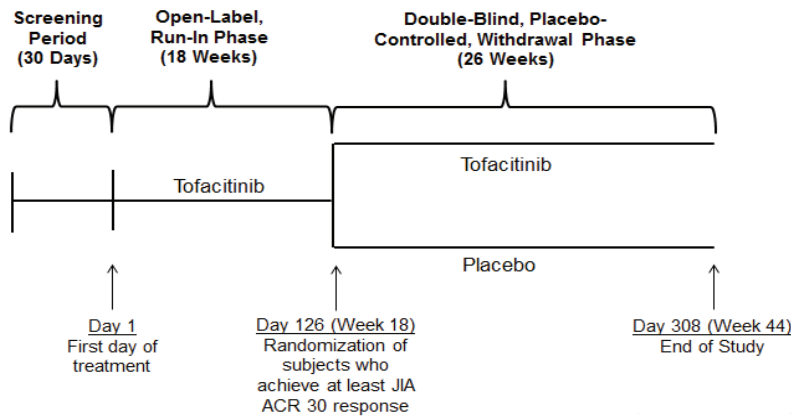 Screening
Period
(30 Days)
Open-Label,
Run-In Phase
(18 Weeks)
Double-Blind, Placebo-
Controlled, Withdrawal Phase
(26 Weeks)
Tofacitinib
Tofacitinib
Placebo
Day 1
First day of
treatment
Day 126 (Week 18)
Randomization of
subjects who
achieve at least JIA
ACR 30 response
Day 308 (Week 44)
End of Study